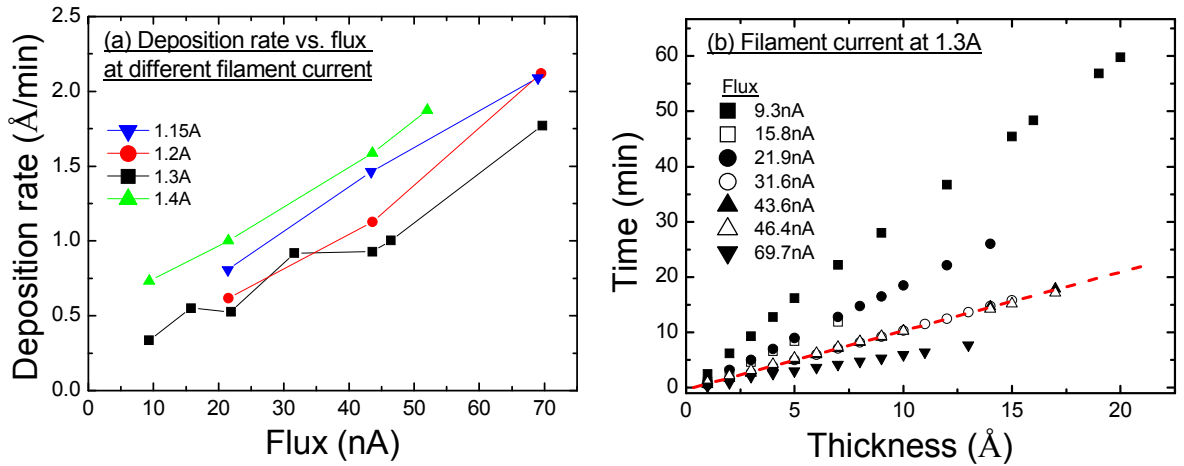 (a) Deposition rate vs. flux
at different filament current
1.15A
1.2A
1.3A
1.4A
Deposition rate (Å/min)
2.5
2.0
1.5
1.0
0.5
0.0
0 10 20 30 40 50 60 70
Flux (nA)
(b) Filament current at 1.3A
Flux
9.3nA
15.8nA
21.9nA
31.6nA
43.6nA
46.4nA
69.7nA
Time (min)
60
50
40
30
20
10
0
0 5 10 15 20
Thickness (Å)